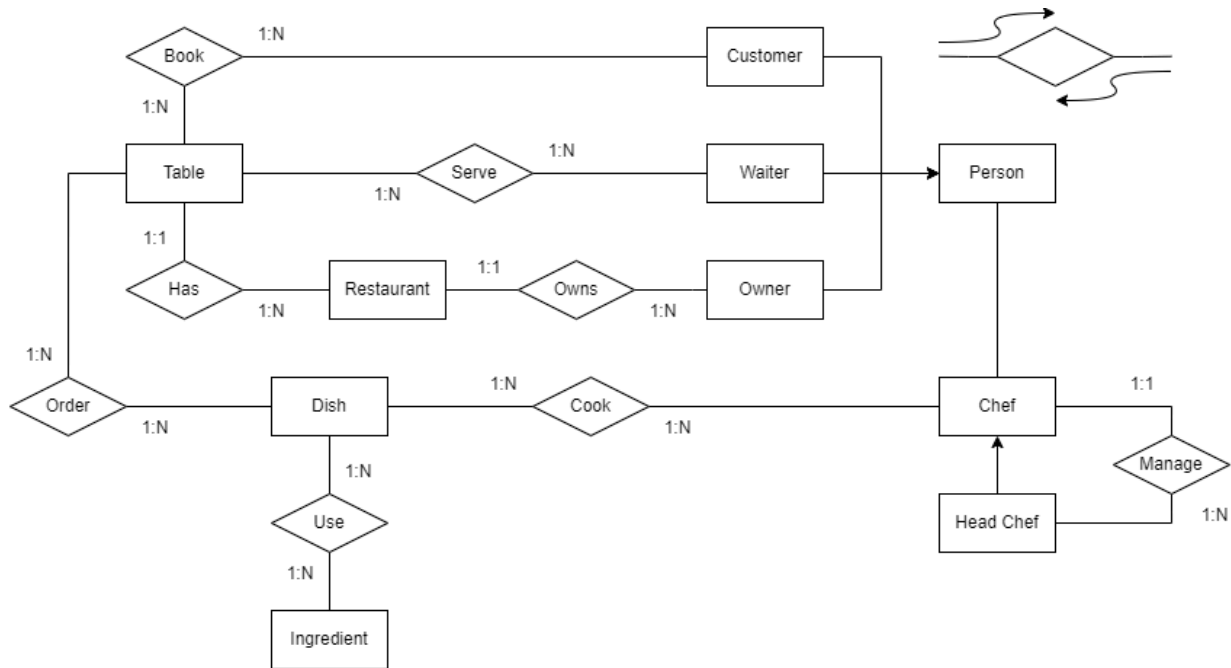 1:N
Book
Customer
1:N
1:N
Table
Serve
Waiter
Person
1:N
1:1
1:1
Has
Restaurant
Owns
Owner
1:N
1:N
1:N
1:N
1:1
Order
Dish
Cook
Chef
1:N
1:N
Manage
1:N
Use
Head Chef
1:N
1:N
Ingredient